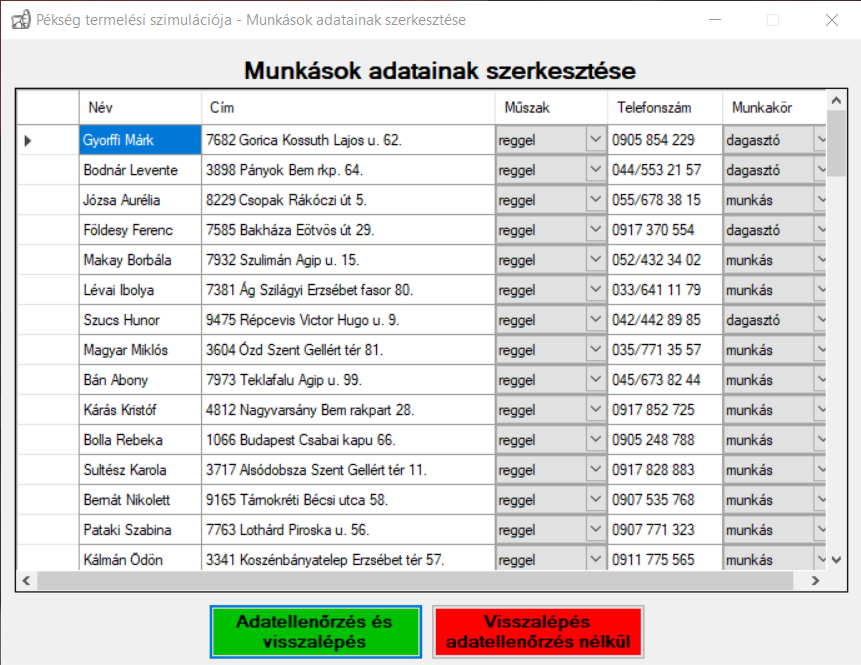 Pékség termelési szimulációja - Munkások adatainak szerkesztése
Munkások adatainak szerkesztése
Név Cím Műszak Telefonszám Munkakör
Gyorffi Márk 7682 Gorica Kossuth Lajos u. 62. reggel 0905 854 229 dagasztó
Bodnár Levente 3898 Pányok Bem rkp. 64. reggel 044/553 21 57 dagasztó
Józsa Aurélia 8229 Csopak Rákóczi út 5. reggel 055/678 38 15 munkás
Földesy Ferenc 7585 Bakháza Eötvös út 29. reggel 0917 370 554 dagasztó
Makay Borbála 7932 Szulimán Agip u. 15. reggel 052/432 34 02 munkás
Lévai Ibolya 7381 Ág Szilágyi Erzsébet fasor 80. reggel 033/641 11 79 munkás
Szucs Hunor 9475 Répcevis Victor Hugo u. 9. reggel 042/442 89 85 dagasztó
Magyar Miklós 3604 Ózd Szent Gellért tér 81. reggel 035/771 35 57 munkás
Bán Abony 7973 Teklafalu Agip u. 99. reggel 045/673 82 44 munkás
Kárás Kristóf 4812 Nagyvarsány Bem rakpart 28. reggel 0917 852 725 munkás
Bolla Rebeka 1066 Budapest Csabai kapu 66. reggel 0905 248 788 munkás
Sultész Karola 3717 Alsódobsza Szent Gellért tér 11. reggel 0917 828 883 munkás
Bernát Nikolett 9165 Tárnokréti Bécsi utca 58. reggel 0907 535 768 munkás
Pataki Szabina 7763 Lothárd Piroska u. 56. reggel 0907 771 323 munkás
Kálmán Ödön 3341 Koszénbányatelep Erzsébet tér 57. reggel 0911 775 565 munkás
Adatellenőrzés és
visszalépés
Visszalépés
adatellenőrzés nélkül